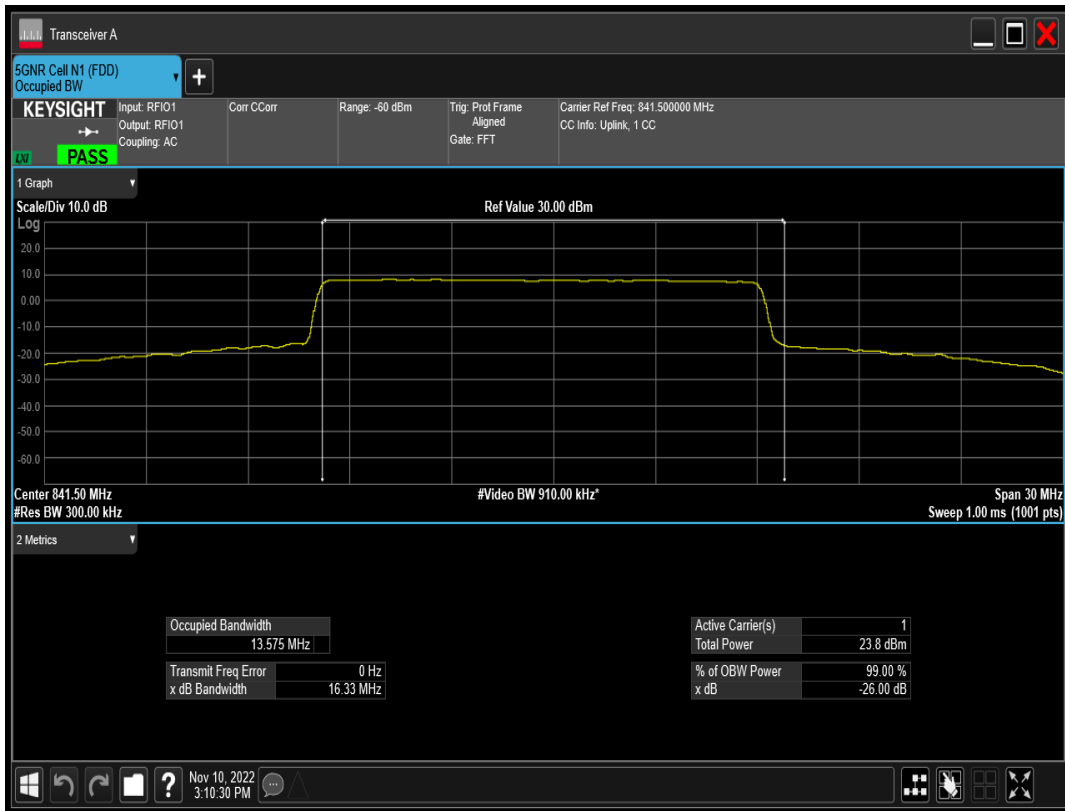 Transceiver A
5GNR Cell N1 (FDD)
Occupied BW
+
KEYSIGHT
LXI
PASS
Input: RFIO1
Output: RFIO1
Coupling: AC
Corr CCorr
Range: -60 dBm
Trig: Prot Frame
Aligned
Gate: FFT
Carrier Ref Freq: 841.500000 MHz
CC Info: Uplink, 1 CC
1 Graph
Scale/Div 10.0 dB
Ref Value 30.00 dBm
Log
20.0
10.0
0.00
-10.0
-20.0
-30.0
-40.0
-50.0
-60.0
Center 841.50 MHz
#Video BW 910.00 kHz*
Span 30 MHz
#Res BW 300.00 kHz
Sweep 1.00 ms (1001 pts)
2 Metrics
Occupied Bandwidth
13.575 MHz
Transmit Freq Error 0 Hz
x dB Bandwidth 16.33 MHz
Active Carrier(s) 1
Total Power 23.8 dBm
% of OBW Power 99.00 %
x dB -26.00 dB
?
Nov 10, 2022
3:10:30 PM